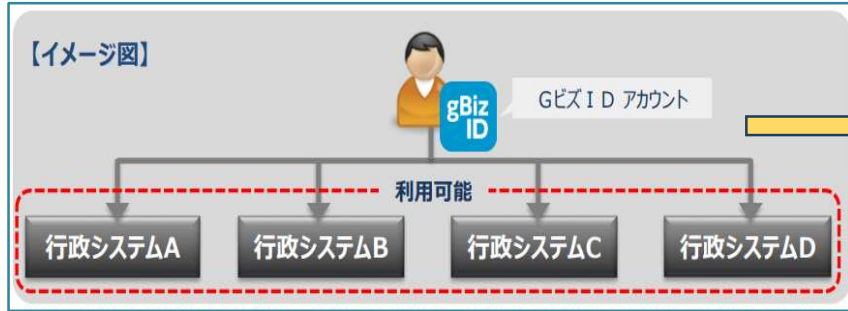 【イメージ図】
gBiz
ID
GビズＩＤ アカウント
利用可能
行政システムA
行政システムB
行政システムC
行政システムD